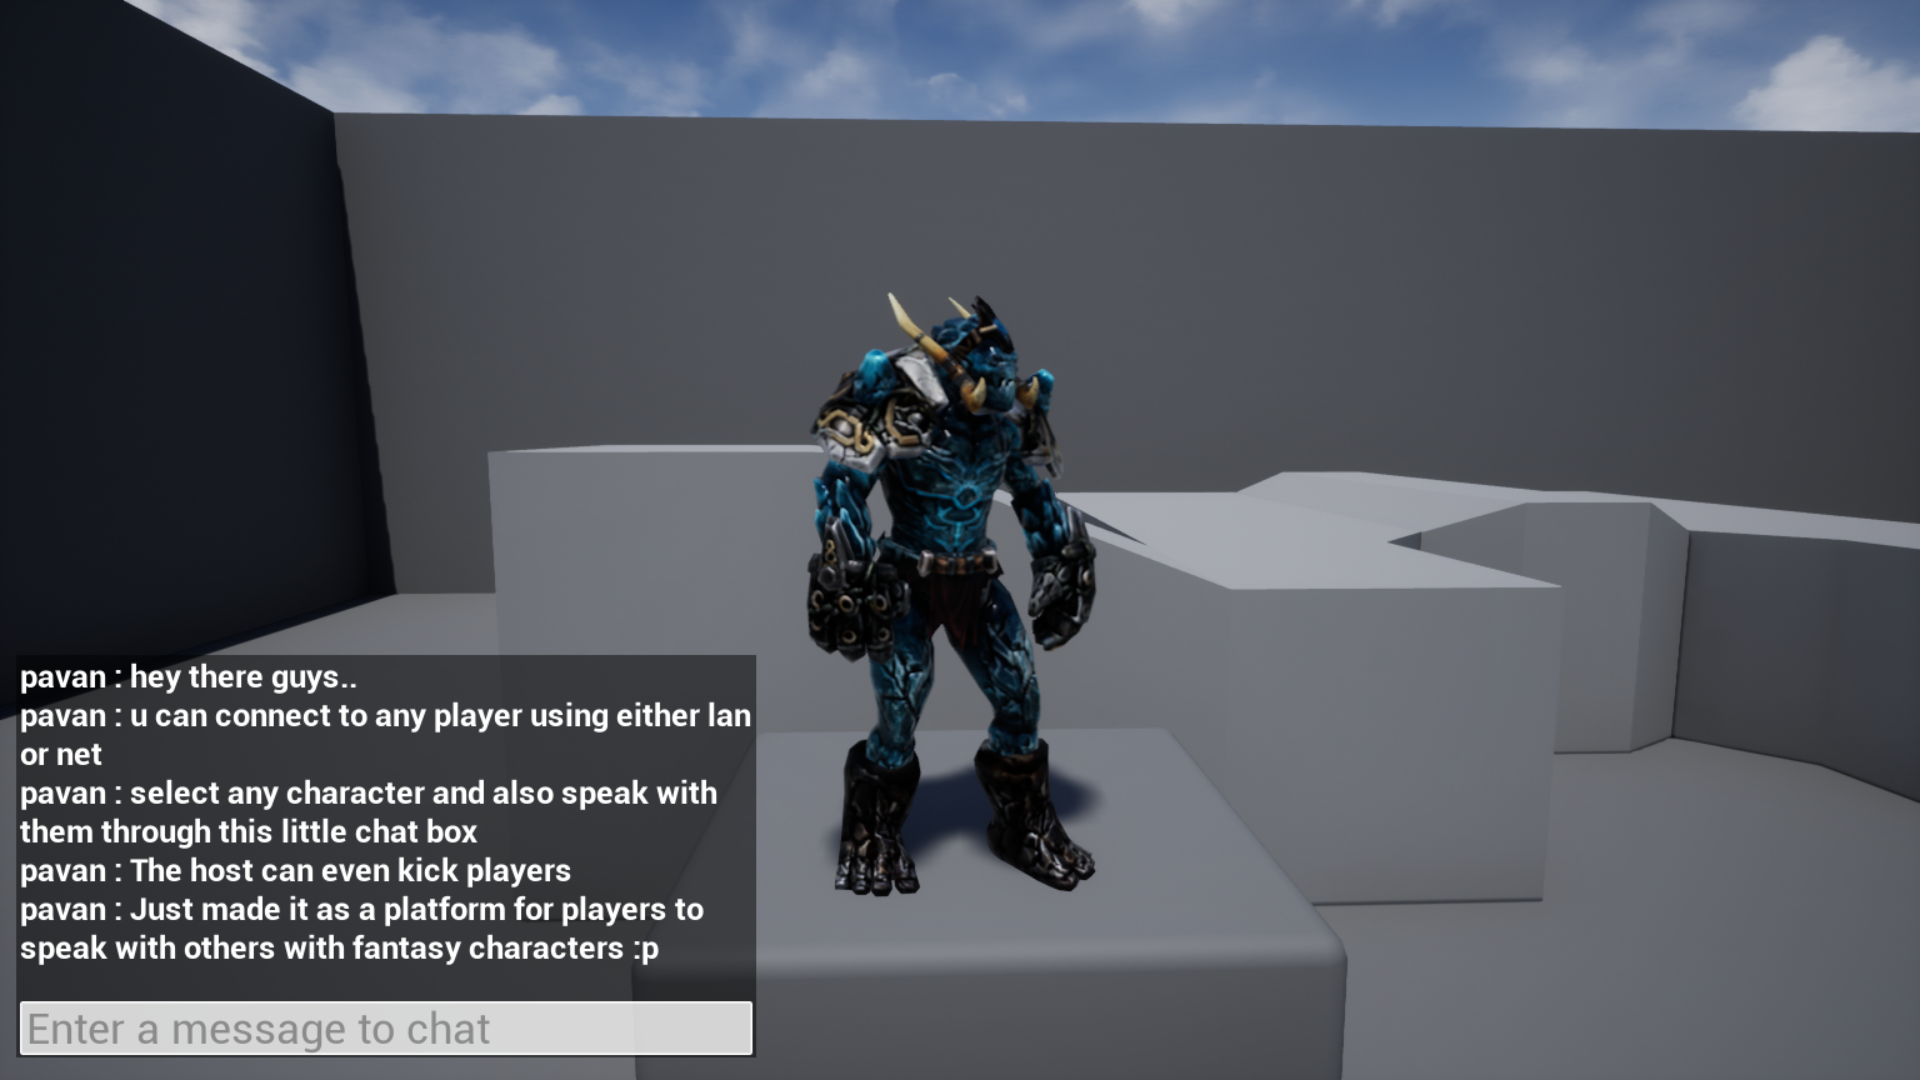 pavan : hey there guys..
pavan : u can connect to any player using either lan
or net
pavan : select any character and also speak with
them through this little chat box
pavan : The host can even kick players
pavan : Just made it as a platform for players to
speak with others with fantasy characters :p
Enter a message to chat